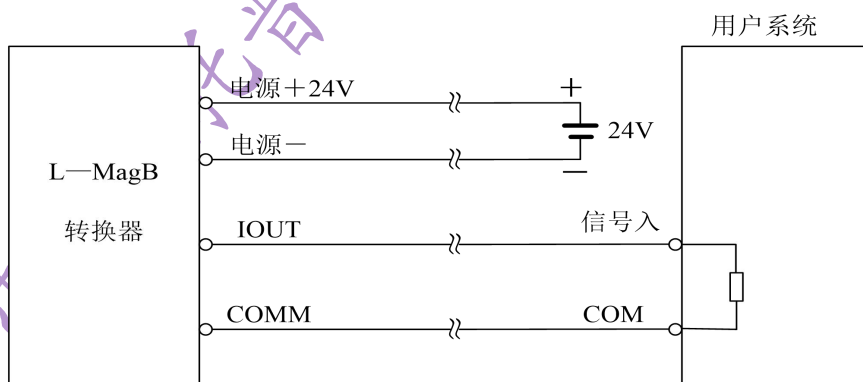 用户系统
电源＋24V
＋
24V
电源－
－
L—MagB
转换器
IOUT
信号入
COMM
COM